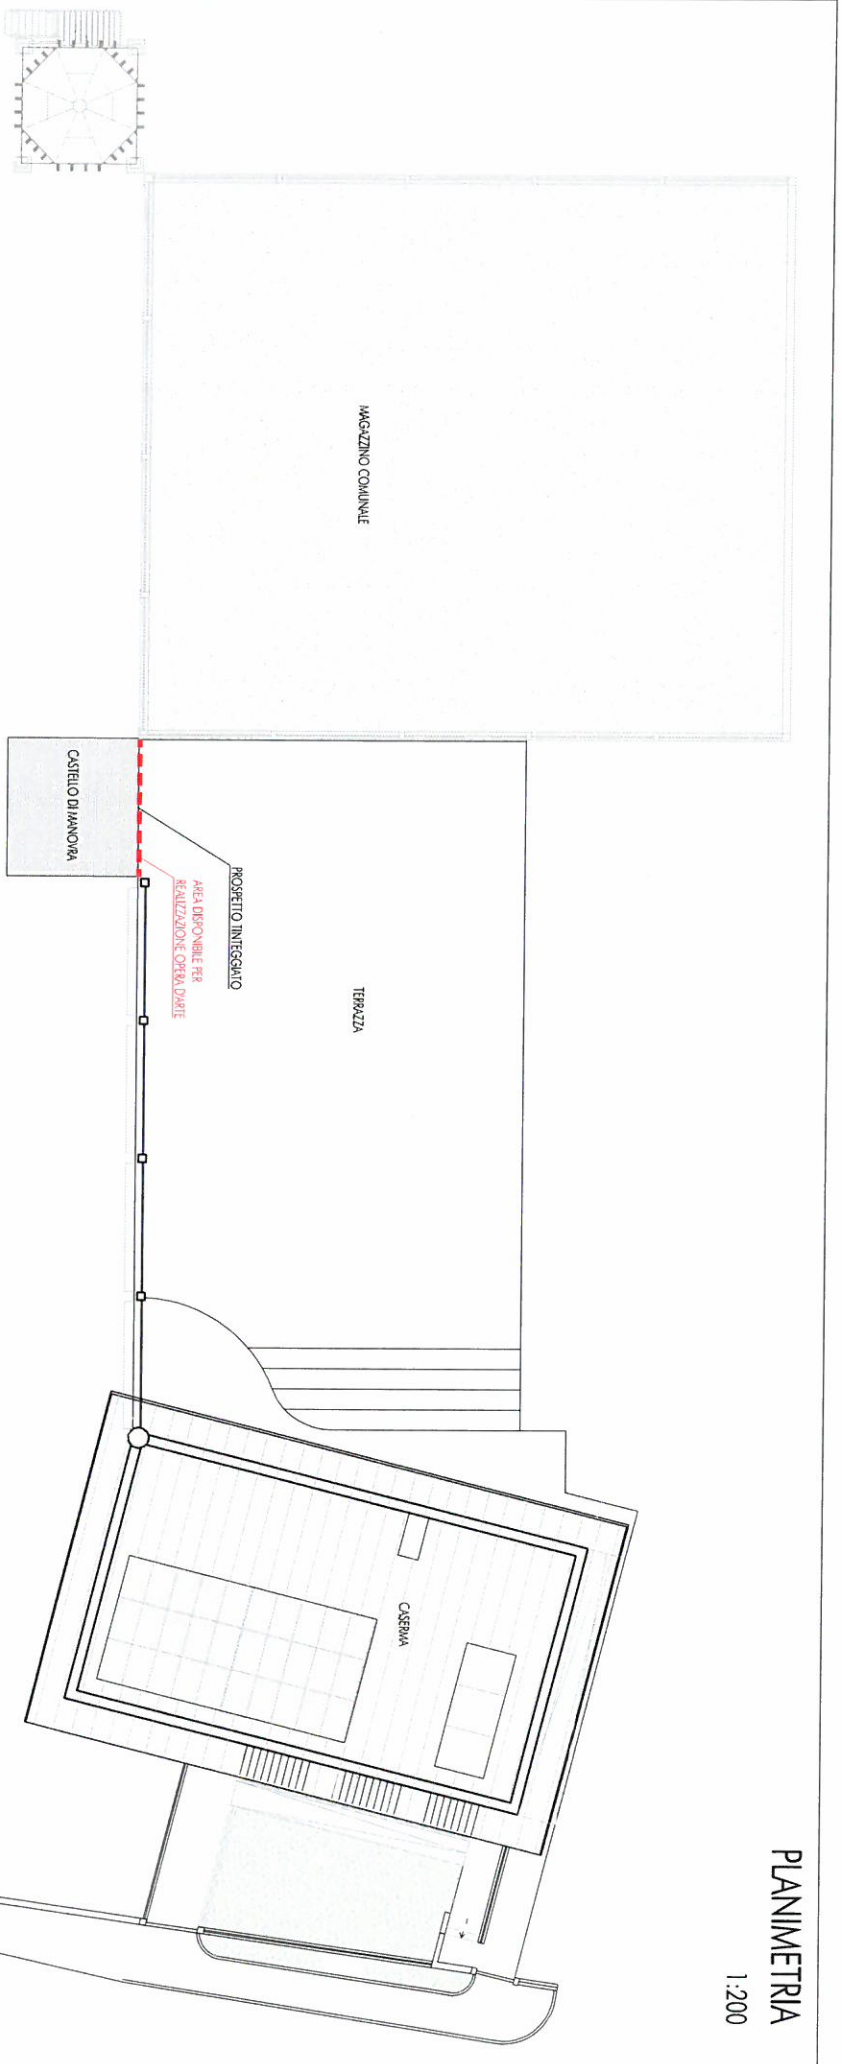 PLANIMETRIA
1:200
MAGAZZINO COMUNALE
TERRAZZA
PROSPETTO TINTEGGIATO
AREA DISPONIBILE PER
REALIZZAZIONE OPERA D'ARTE
CASTELLO DI MANOVRA
CASERMA